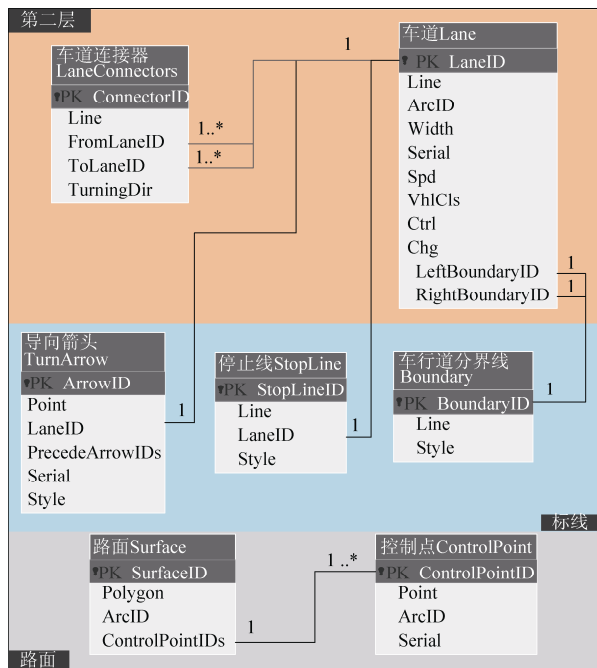 第二层
车道连接器
LaneConnectors
PK ConnectorID
Line
FromLaneID
ToLaneID
TurningDir
1
1..*
1..*
车道Lane
PK LaneID
Line
ArcID
Width
Serial
Spd
VhlCls
Ctrl
Chg
LeftBoundaryID
RightBoundaryID
1
1
导向箭头
TurnArrow
PK ArrowID
Point
LaneID
PrecedeArrowIDs
Serial
Style
1
停止线StopLine
PK StopLineID
Line
LaneID
Style
1
车行道分界线
Boundary
PK BoundaryID
Line
Style
1
标线
路面Surface
PK SurfaceID
Polygon
ArcID
ControlPointIDs
1
1 ..*
控制点ControlPoint
PK ControlPointID
Point
ArcID
Serial
路面